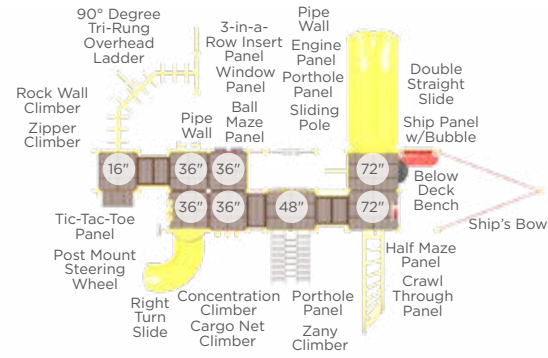 90° Degree
Tri-Rung
Overhead
Ladder
3-in-a-
Row Insert
Panel
Window
Panel
Ball
Maze
Panel
Pipe
Wall
Engine
Panel
Porthole
Panel
Sliding
Pole
Double
Straight
Slide
Ship Panel
w/Bubble
Rock Wall
Climber
Zipper
Climber
Pipe
Wall
16"
36"
36"
72"
Below
Deck
Bench
36"
36"
48"
72"
Ship's Bow
Tic-Tac-Toe
Panel
Post Mount
Steering
Wheel
Right
Turn
Slide
Concentration
Climber
Cargo Net
Climber
Porthole
Panel
Zany
Climber
Half Maze
Panel
Crawl
Through
Panel